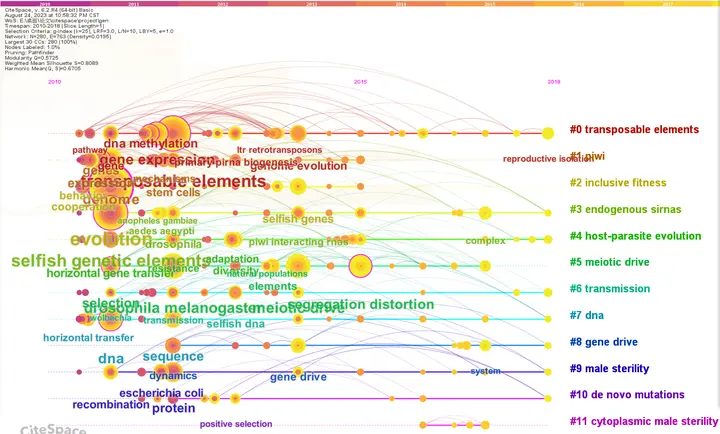 2010 2011 2012 2013 2014 2015 2016 2017
CiteSpace, v. 6.2.R4 (64-bit) Basic
August 24, 2023 at 10:58:32 PM CST
Timespan: 2010-2018 (Slice Length=1)
Selection Criteria: g-index (k=25), LRF=3.0, L/N=10, LBY=5, e=1.0
Network: N=280, E=763 (Density=0.0195)
Largest 30 CCs: 280 (100%)
Nodes Labeled: 1.0%
Pruning: Pathfinder
Modularity Q=0.5725
Weighted Mean Silhouette S=0.8089
Harmonic Mean(Q, S)=0.6705
2010 2015 2018
#0 transposable elements
dna methylation
pathway
ltr retrotransposons
#1 piwi
gene expression
primary pirna biogenesis
genome evolution
reproductive isolation
gene
genes
mechanisms
expression
transposable elements
#2 inclusive fitness
stem cells
behavior
genome
cooperation
#3 endogenous sirnas
anopheles gambiae
selfish genes
aedes aegypti
evolution
drosophila
piwi interacting rnas
complex
#4 host-parasite evolution
selfish genetic elements
adaptation
#5 meiotic drive
horizontal gene transfer
resistance
diversity
natural populations
elements
#6 transmission
selection
drosophila melanogaster
meiotic drive
segregation distortion
wolbachia
transmission
selfish dna
#7 dna
horizontal transfer
#8 gene drive
dna
sequence
#9 male sterility
dynamics
gene drive
system
escherichia coli
#10 de novo mutations
recombination
protein
positive selection
#11 cytoplasmic male sterility
CiteSpace